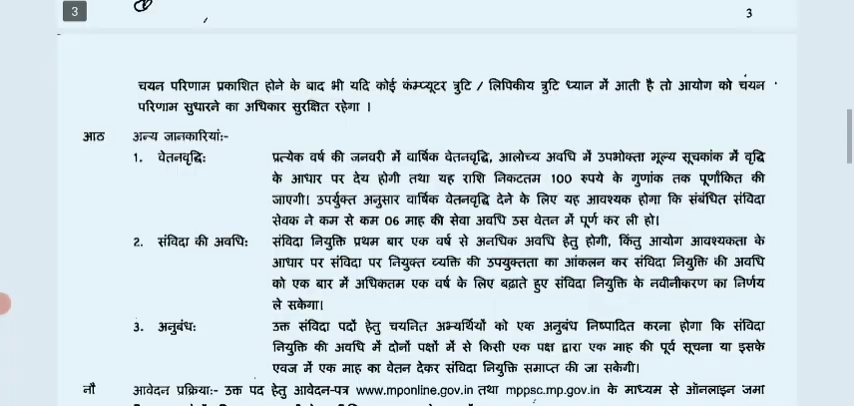 3
3
चयन परिणाम प्रकाशित होने के बाद भी यदि कोई कंम्प्यूटर त्रुटि / लिपिकीय त्रुटि ध्यान में आती है तो आयोग को चयन
परिणाम सुधारने का अधिकार सुरक्षित रहेगा ।
आठ अन्य जानकारियां:-
1. वेतनवृद्धि: प्रत्येक वर्ष की जनवरी में वार्षिक वेतनवृद्धि, आलोच्य अवधि में उपभोक्ता मूल्य सूचकांक में वृद्धि
के आधार पर देय होगी तथा यह राशि निकटतम 100 रुपये के गुणांक तक पूर्णांकित की
जाएगी। उपर्युक्त अनुसार वार्षिक वेतनवृद्धि देने के लिए यह आवश्यक होगा कि संबंधित संविदा
सेवक ने कम से कम 06 माह की सेवा अवधि उस वेतन में पूर्ण कर ली हो।
2. संविदा की अवधि: संविदा नियुक्ति प्रथम बार एक वर्ष से अनधिक अवधि हेतु होगी, किंतु आयोग आवश्यकता के
आधार पर संविदा पर नियुक्त व्यक्ति की उपयुक्तता का आंकलन कर संविदा नियुक्ति की अवधि
को एक बार में अधिकतम एक वर्ष के लिए बढ़ाते हुए संविदा नियुक्ति के नवीनीकरण का निर्णय
ले सकेगा।
3. अनुबंध: उक्त संविदा पदों हेतु चयनित अभ्यर्थियों को एक अनुबंध निष्पादित करना होगा कि संविदा
नियुक्ति की अवधि में दोनों पक्षों में से किसी एक पक्ष द्वारा एक माह की पूर्व सूचना या इसके
एवज में एक माह का वेतन देकर संविदा नियुक्ति समाप्त की जा सकेगी।
नौ आवेदन प्रक्रिया:- उक्त पद हेतु आवेदन-पत्र www.mponline.gov.in तथा mppsc.mp.gov.in के माध्यम से ऑनलाइन जमा